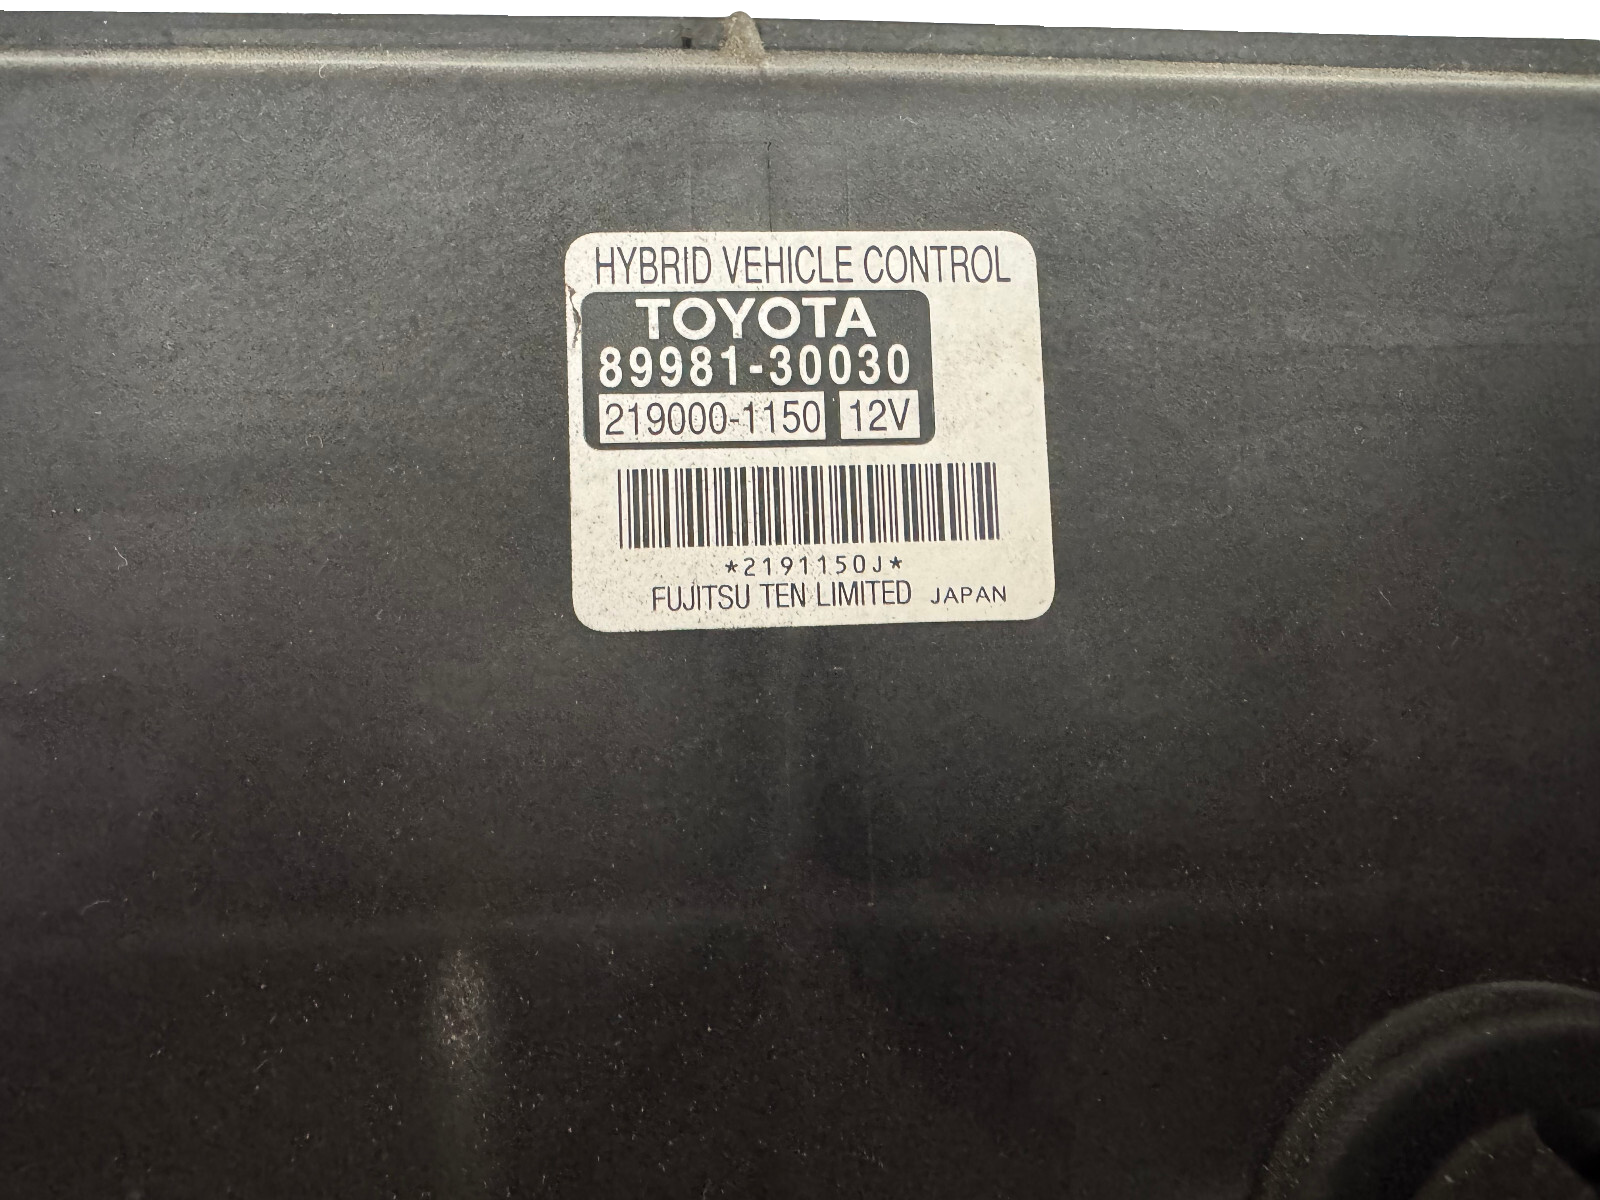 HYBRID VEHICLE CONTROL
TOYOTA
89981-30030
219000-1150 12V
*2191150J*
FUJITSU TEN LIMITED JAPAN